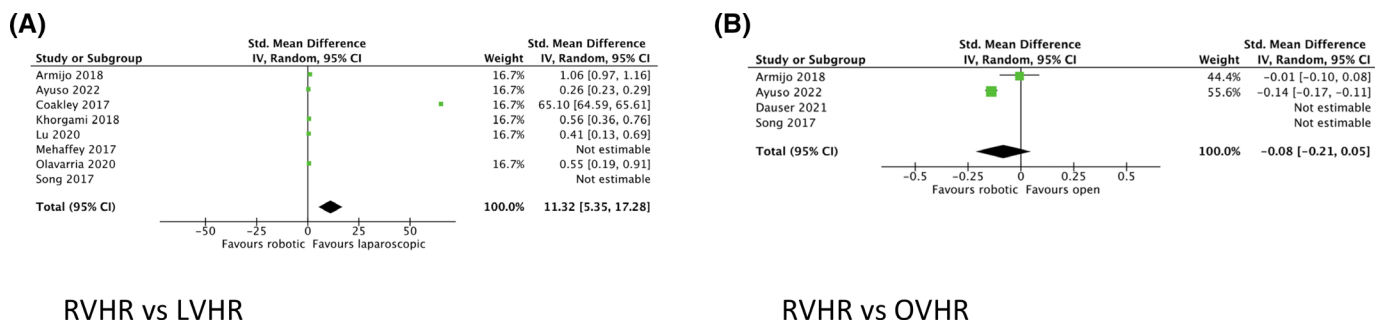 (A)
Std. Mean Difference Std. Mean Difference
Study or Subgroup IV, Random, 95% CI Weight IV, Random, 95% CI
Armijo 2018 16.7% 1.06 [0.97, 1.16]
Ayuso 2022 16.7% 0.26 [0.23, 0.29]
Coakley 2017 16.7% 65.10 [64.59, 65.61]
Khorgami 2018 16.7% 0.56 [0.36, 0.76]
Lu 2020 16.7% 0.41 [0.13, 0.69]
Mehaffey 2017 Not estimable
Olavarria 2020 16.7% 0.55 [0.19, 0.91]
Song 2017 Not estimable
Total (95% CI) 100.0% 11.32 [5.35, 17.28]
-50 -25 0 25 50
Favours robotic Favours laparoscopic
RVHR vs LVHR
(B)
Std. Mean Difference Std. Mean Difference
Study or Subgroup IV, Random, 95% CI Weight IV, Random, 95% CI
Armijo 2018 44.4% -0.01 [-0.10, 0.08]
Ayuso 2022 55.6% -0.14 [-0.17, -0.11]
Dauser 2021 Not estimable
Song 2017 Not estimable
Total (95% CI) 100.0% -0.08 [-0.21, 0.05]
-0.5 -0.25 0 0.25 0.5
Favours robotic Favours open
RVHR vs OVHR